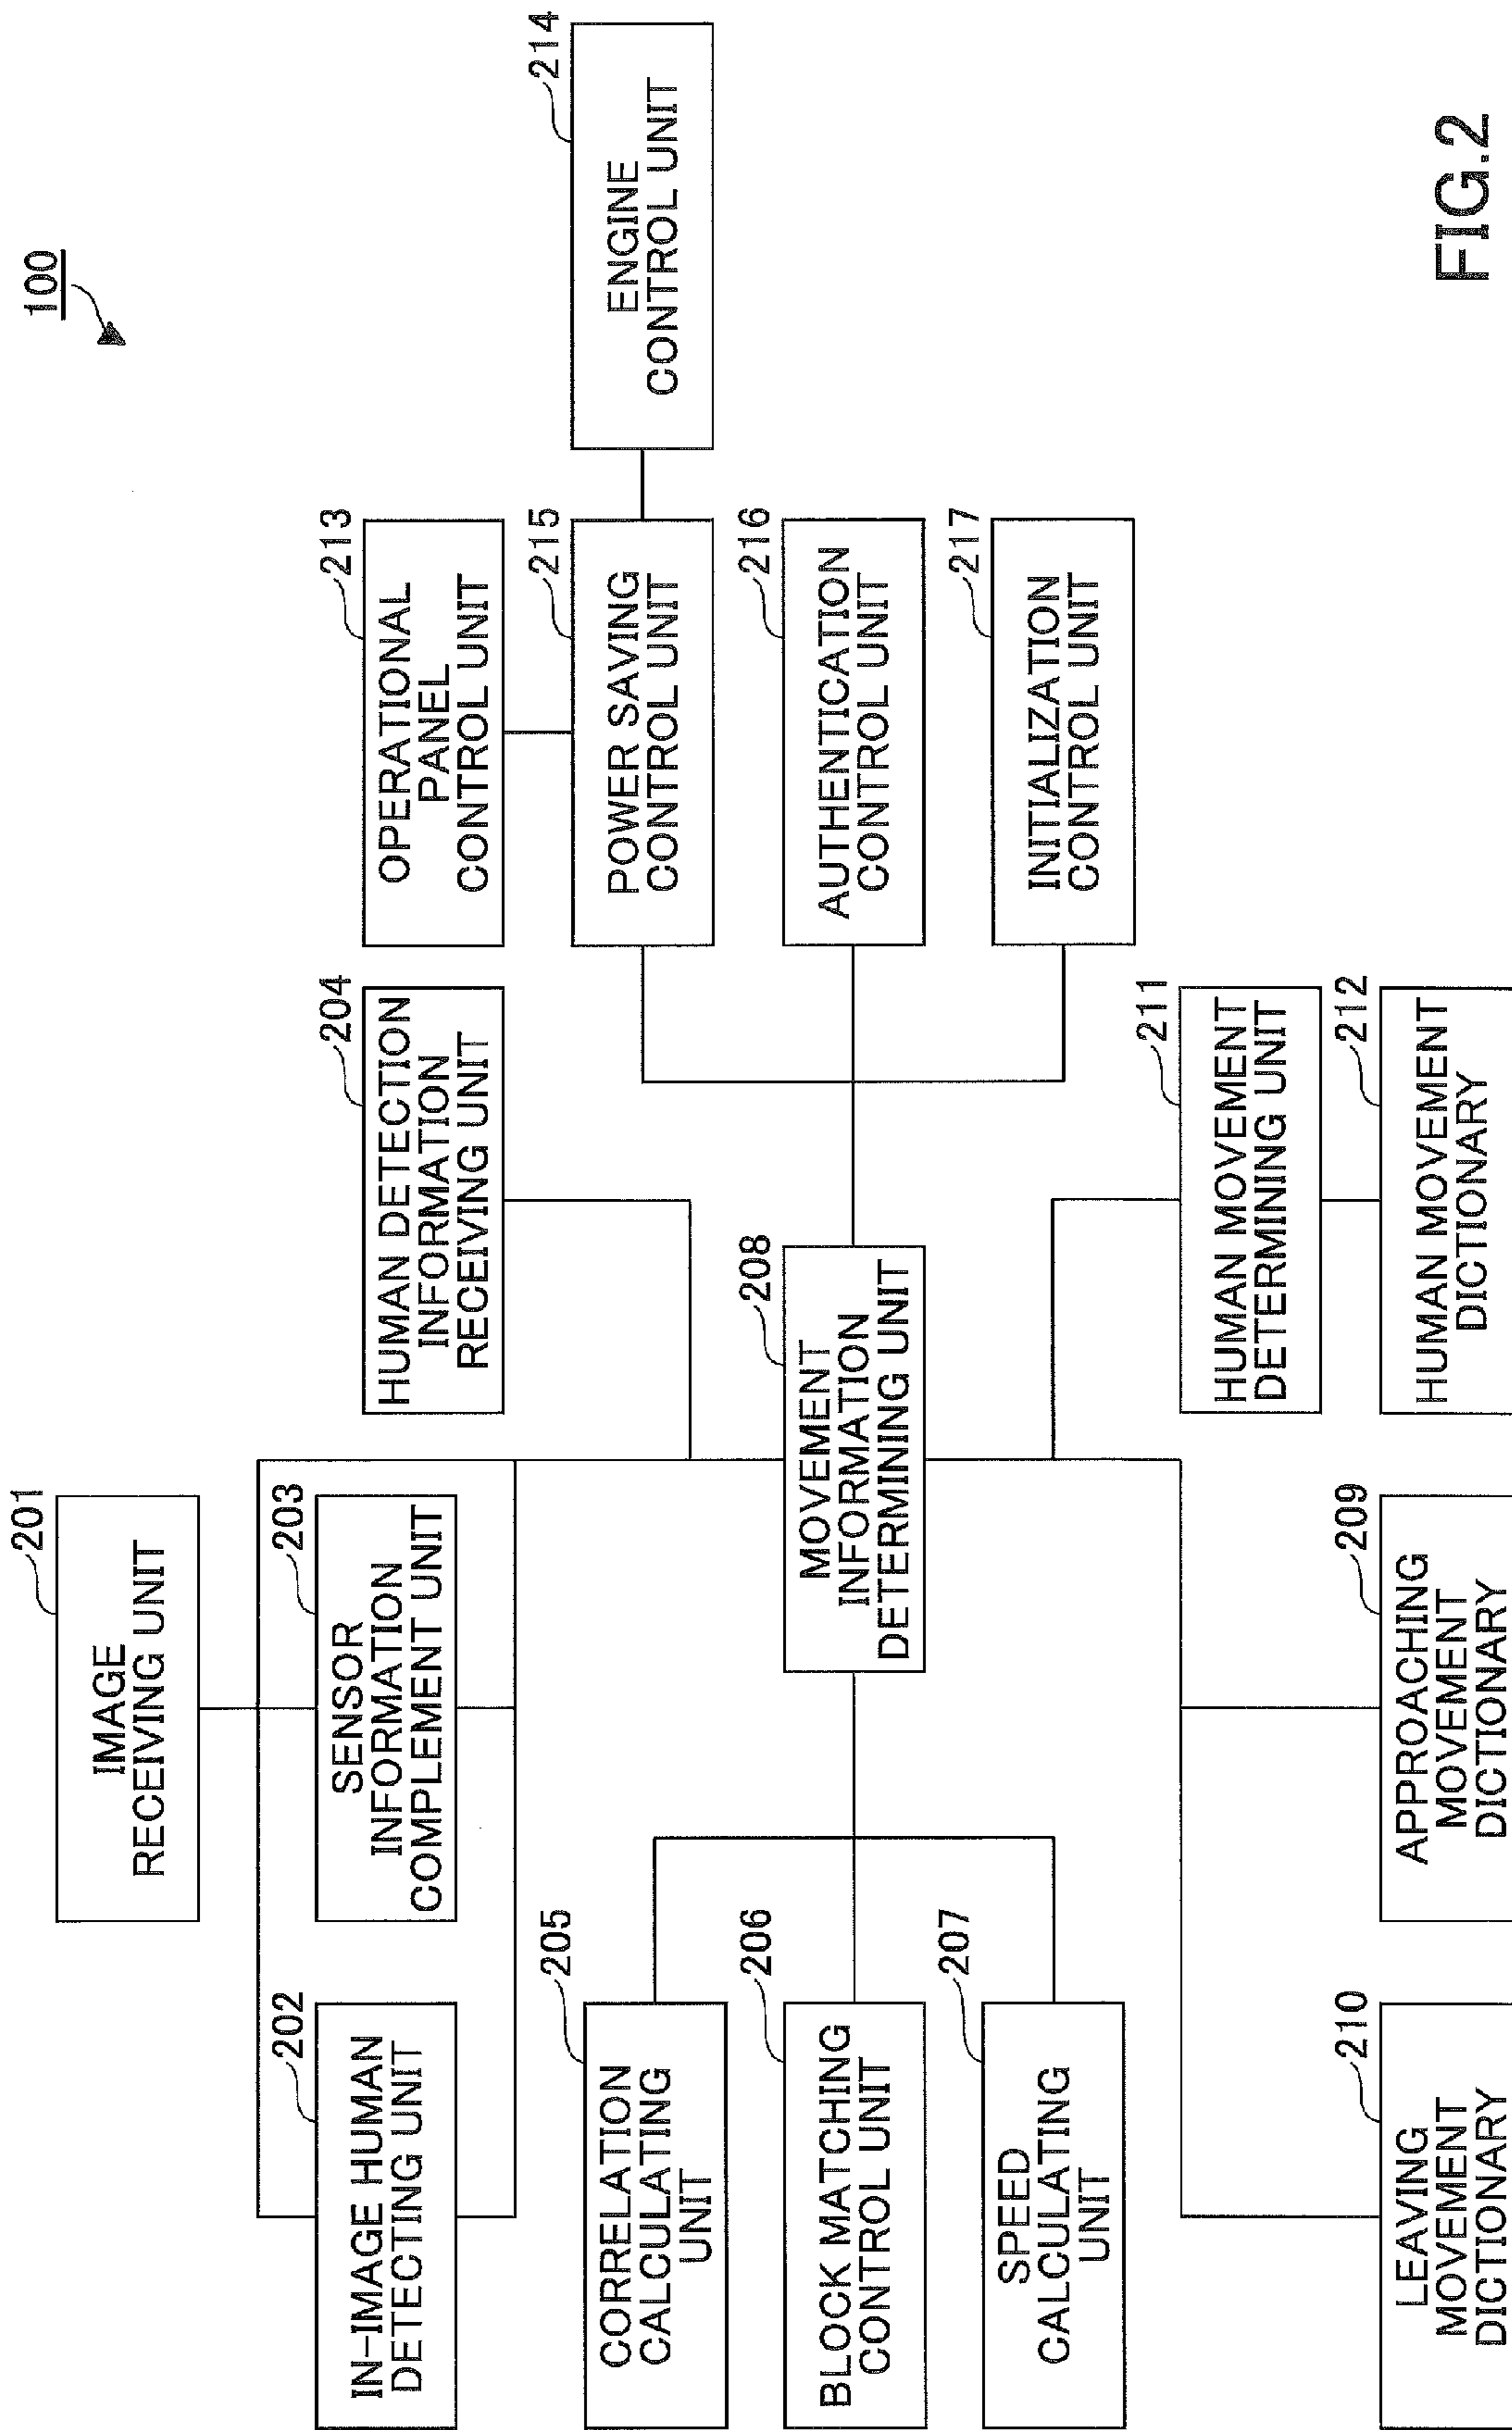 100
201
IMAGE
RECEIVING UNIT
202
IN-IMAGE HUMAN
DETECTING UNIT
203
SENSOR
INFORMATION
COMPLEMENT UNIT
204
HUMAN DETECTION
INFORMATION
RECEIVING UNIT
213
OPERATIONAL
PANEL
CONTROL UNIT
205
CORRELATION
CALCULATING
UNIT
215
POWER SAVING
CONTROL UNIT
214
ENGINE
CONTROL UNIT
206
BLOCK MATCHING
CONTROL UNIT
208
MOVEMENT
INFORMATION
DETERMINING UNIT
216
AUTHENTICATION
CONTROL UNIT
207
SPEED
CALCULATING
UNIT
217
INITIALIZATION
CONTROL UNIT
211
HUMAN MOVEMENT
DETERMINING UNIT
210
LEAVING
MOVEMENT
DICTIONARY
209
APPROACHING
MOVEMENT
DICTIONARY
212
HUMAN MOVEMENT
DICTIONARY
FIG.2